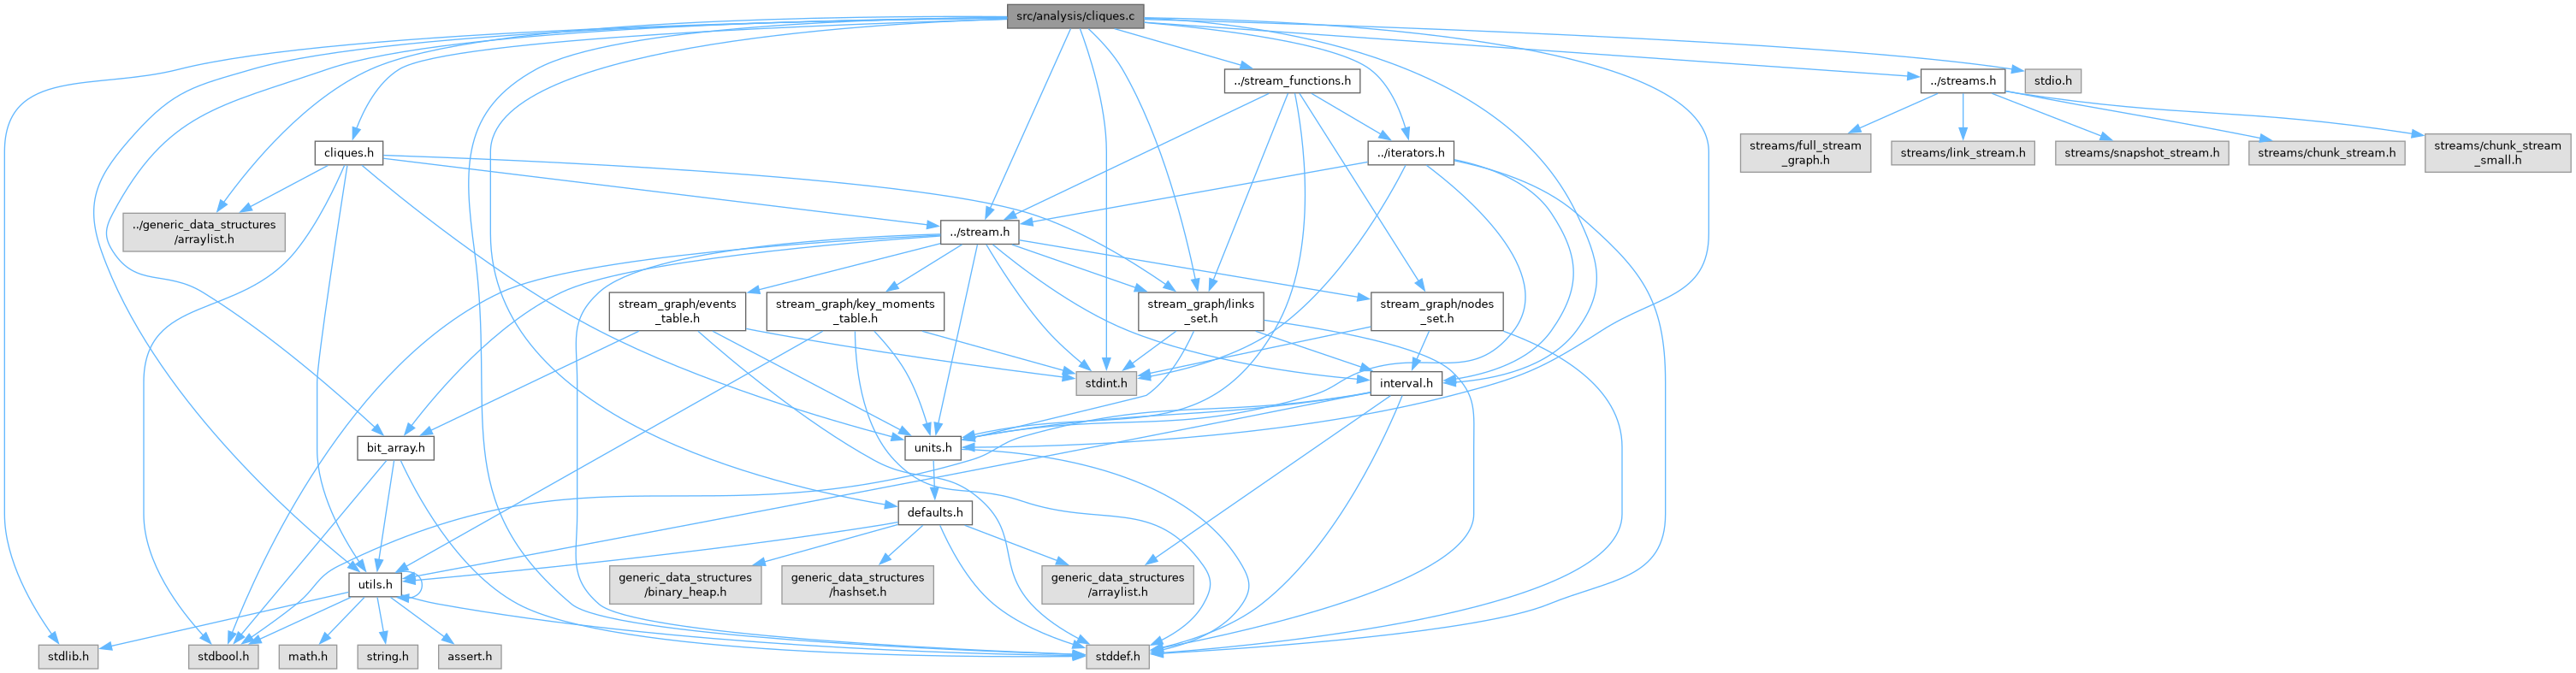 src/analysis/cliques.c
../stream_functions.h
../streams.h
stdio.h
cliques.h
../iterators.h
streams/full_stream
_graph.h
streams/link_stream.h
streams/snapshot_stream.h
streams/chunk_stream.h
streams/chunk_stream
_small.h
../generic_data_structures
/arraylist.h
../stream.h
stream_graph/events
_table.h
stream_graph/key_moments
_table.h
stream_graph/links
_set.h
stream_graph/nodes
_set.h
stdint.h
interval.h
bit_array.h
units.h
defaults.h
utils.h
generic_data_structures
/binary_heap.h
generic_data_structures
/hashset.h
generic_data_structures
/arraylist.h
stdlib.h
stdbool.h
math.h
string.h
assert.h
stddef.h